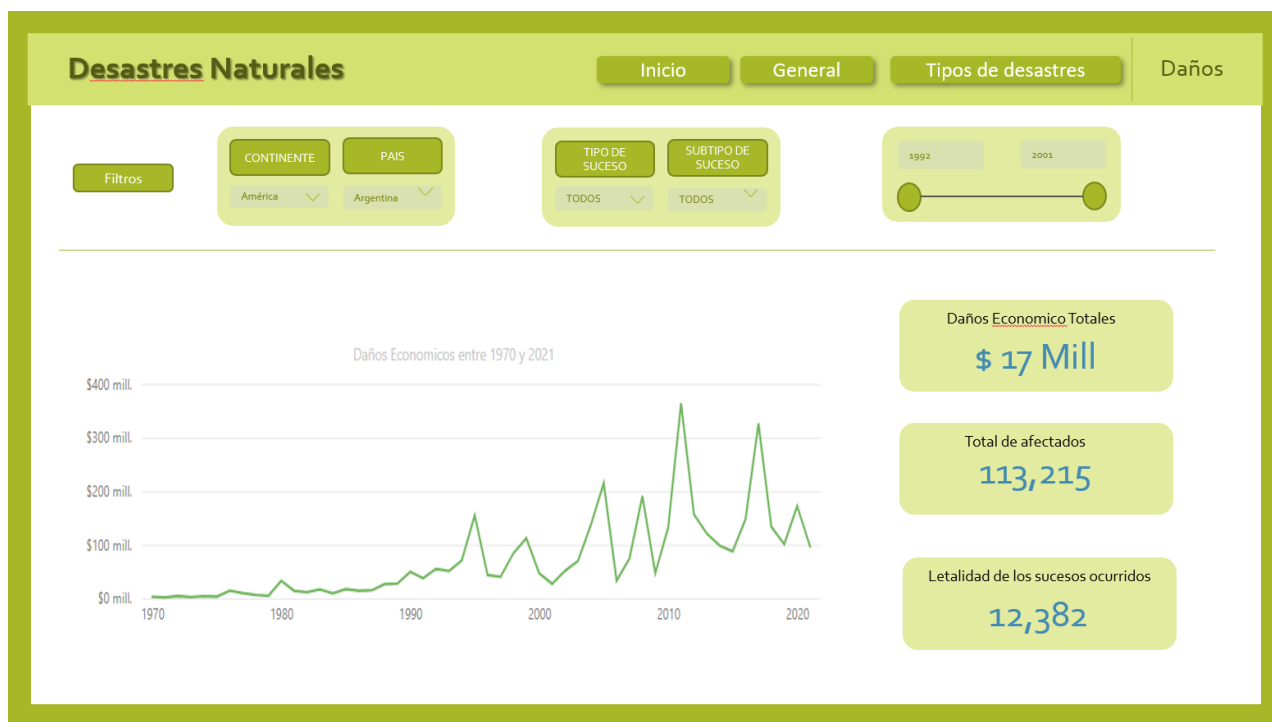 Desastres Naturales
Inicio
General
Tipos de desastres
Daños
Filtros
CONTINENTE
PAIS
América
Argentina
TIPO DE
SUCESO
SUBTIPO DE
SUCESO
TODOS
TODOS
1992
2001
Daños Economicos entre 1970 y 2021
$400 mill.
$300 mill.
$200 mill.
$100 mill.
$0 mill.
1970
1980
1990
2000
2010
2020
Daños Economico Totales
$ 17 Mill
Total de afectados
113,215
Letalidad de los sucesos ocurridos
12,382